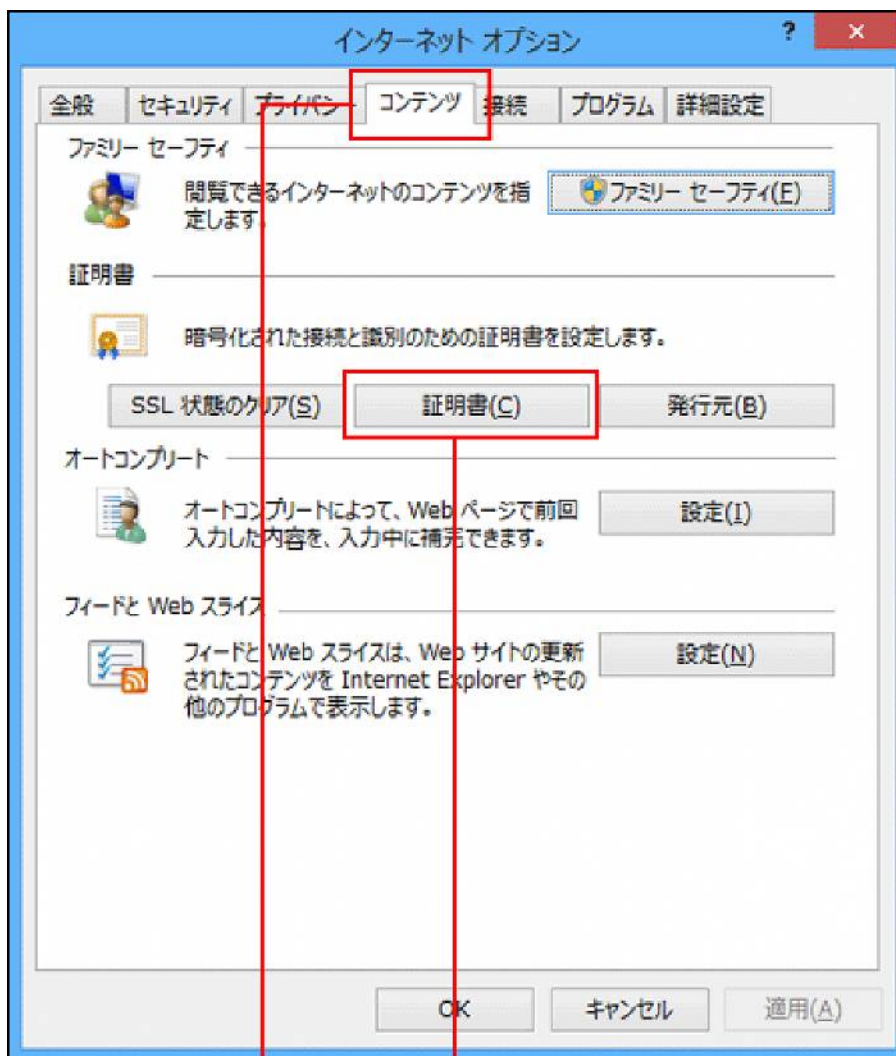 インターネット オプション
?
×
全般 セキュリティ プライバシー コンテンツ 接続 プログラム 詳細設定
ファミリー セーフティ
閲覧できるインターネットのコンテンツを指
定します。
ファミリー セーフティ(F)
証明書
暗号化された接続と識別のための証明書を設定します。
SSL 状態のクリア(S) 証明書(C) 発行元(B)
オートコンプリート
オートコンプリートによって、Web ページで前回
入力した内容を、入力中に補完できます。
設定(I)
フィードと Web スライス
フィードと Web スライスは、Web サイトの更新
されたコンテンツを Internet Explorer やその
他のプログラムで表示します。
設定(N)
OK キャンセル 適用(A)